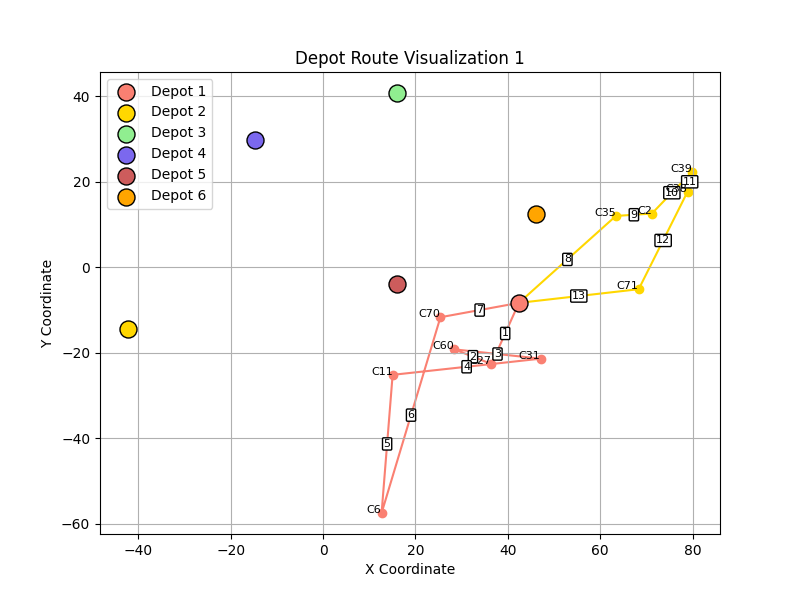 Depot Route Visualization 1
Depot 1
Depot 2
Depot 3
Depot 4
Depot 5
Depot 6
40
20
0
−20
−40
−60
Y Coordinate
−40
−20
0
20
40
60
80
X Coordinate
C39
11
10
C35
9
C2
12
8
C71
13
C70
7
1
C60
2
3
C31
27
4
C11
6
5
C6